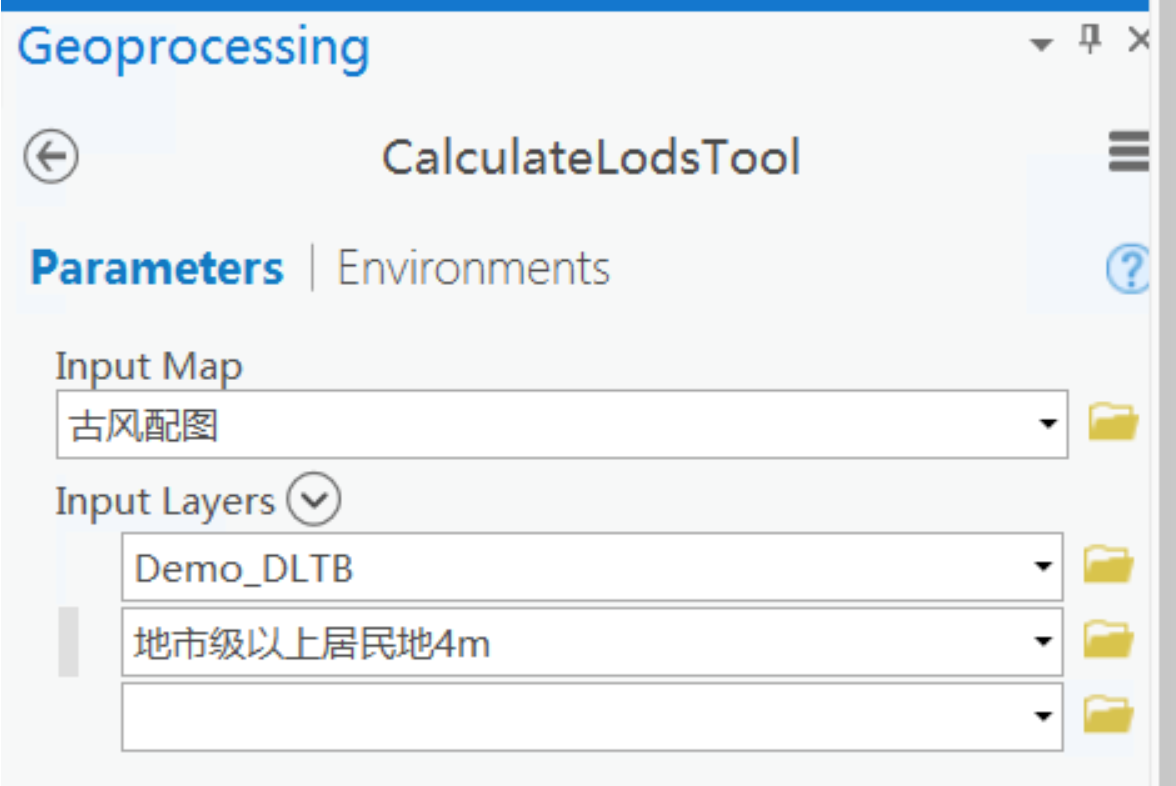 Geoprocessing
CalculateLodsTool
Parameters | Environments
Input Map
古风配图
Input Layers
Demo_DLTB
地市级以上居民地4m